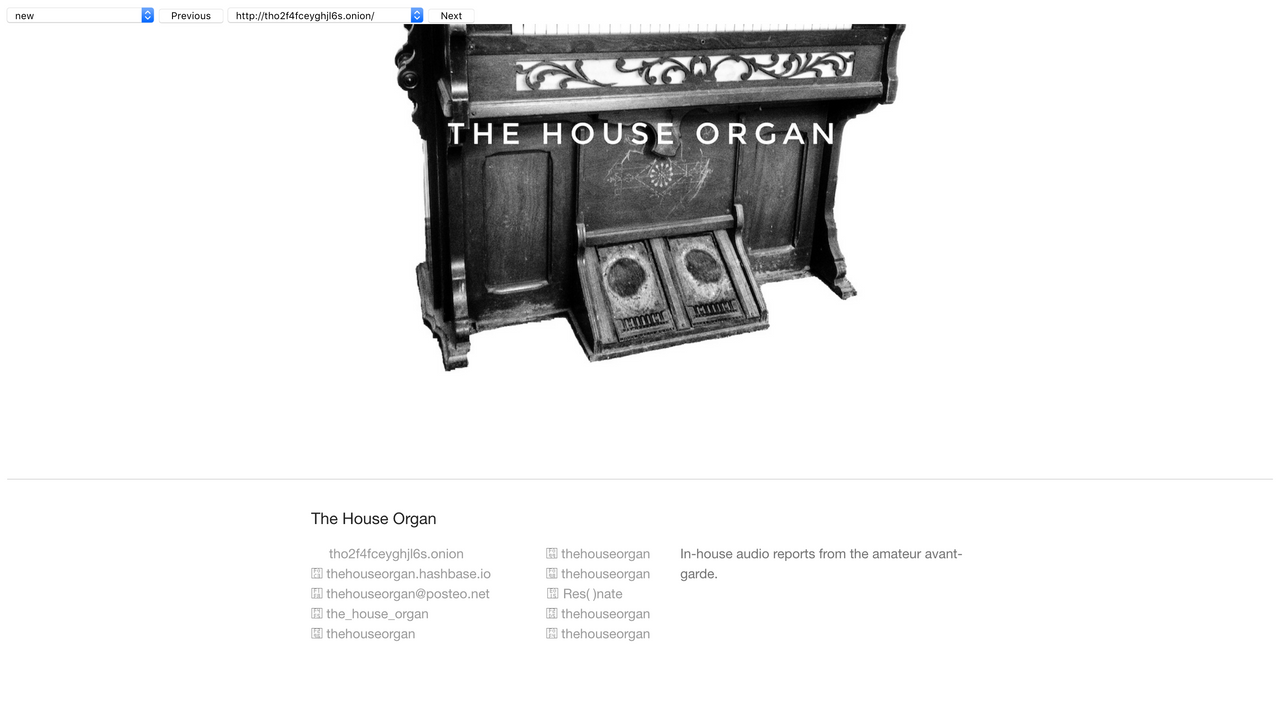 new
Previous
http://tho2f4fceyghjl6s.onion/
Next
THE HOUSE ORGAN
The House Organ
tho2f4fceyghjl6s.onion
thehouseorgan.hashbase.io
thehouseorgan@posteo.net
the_house_organ
thehouseorgan
thehouseorgan
thehouseorgan
Res( )nate
thehouseorgan
thehouseorgan
In-house audio reports from the amateur avant-
garde.